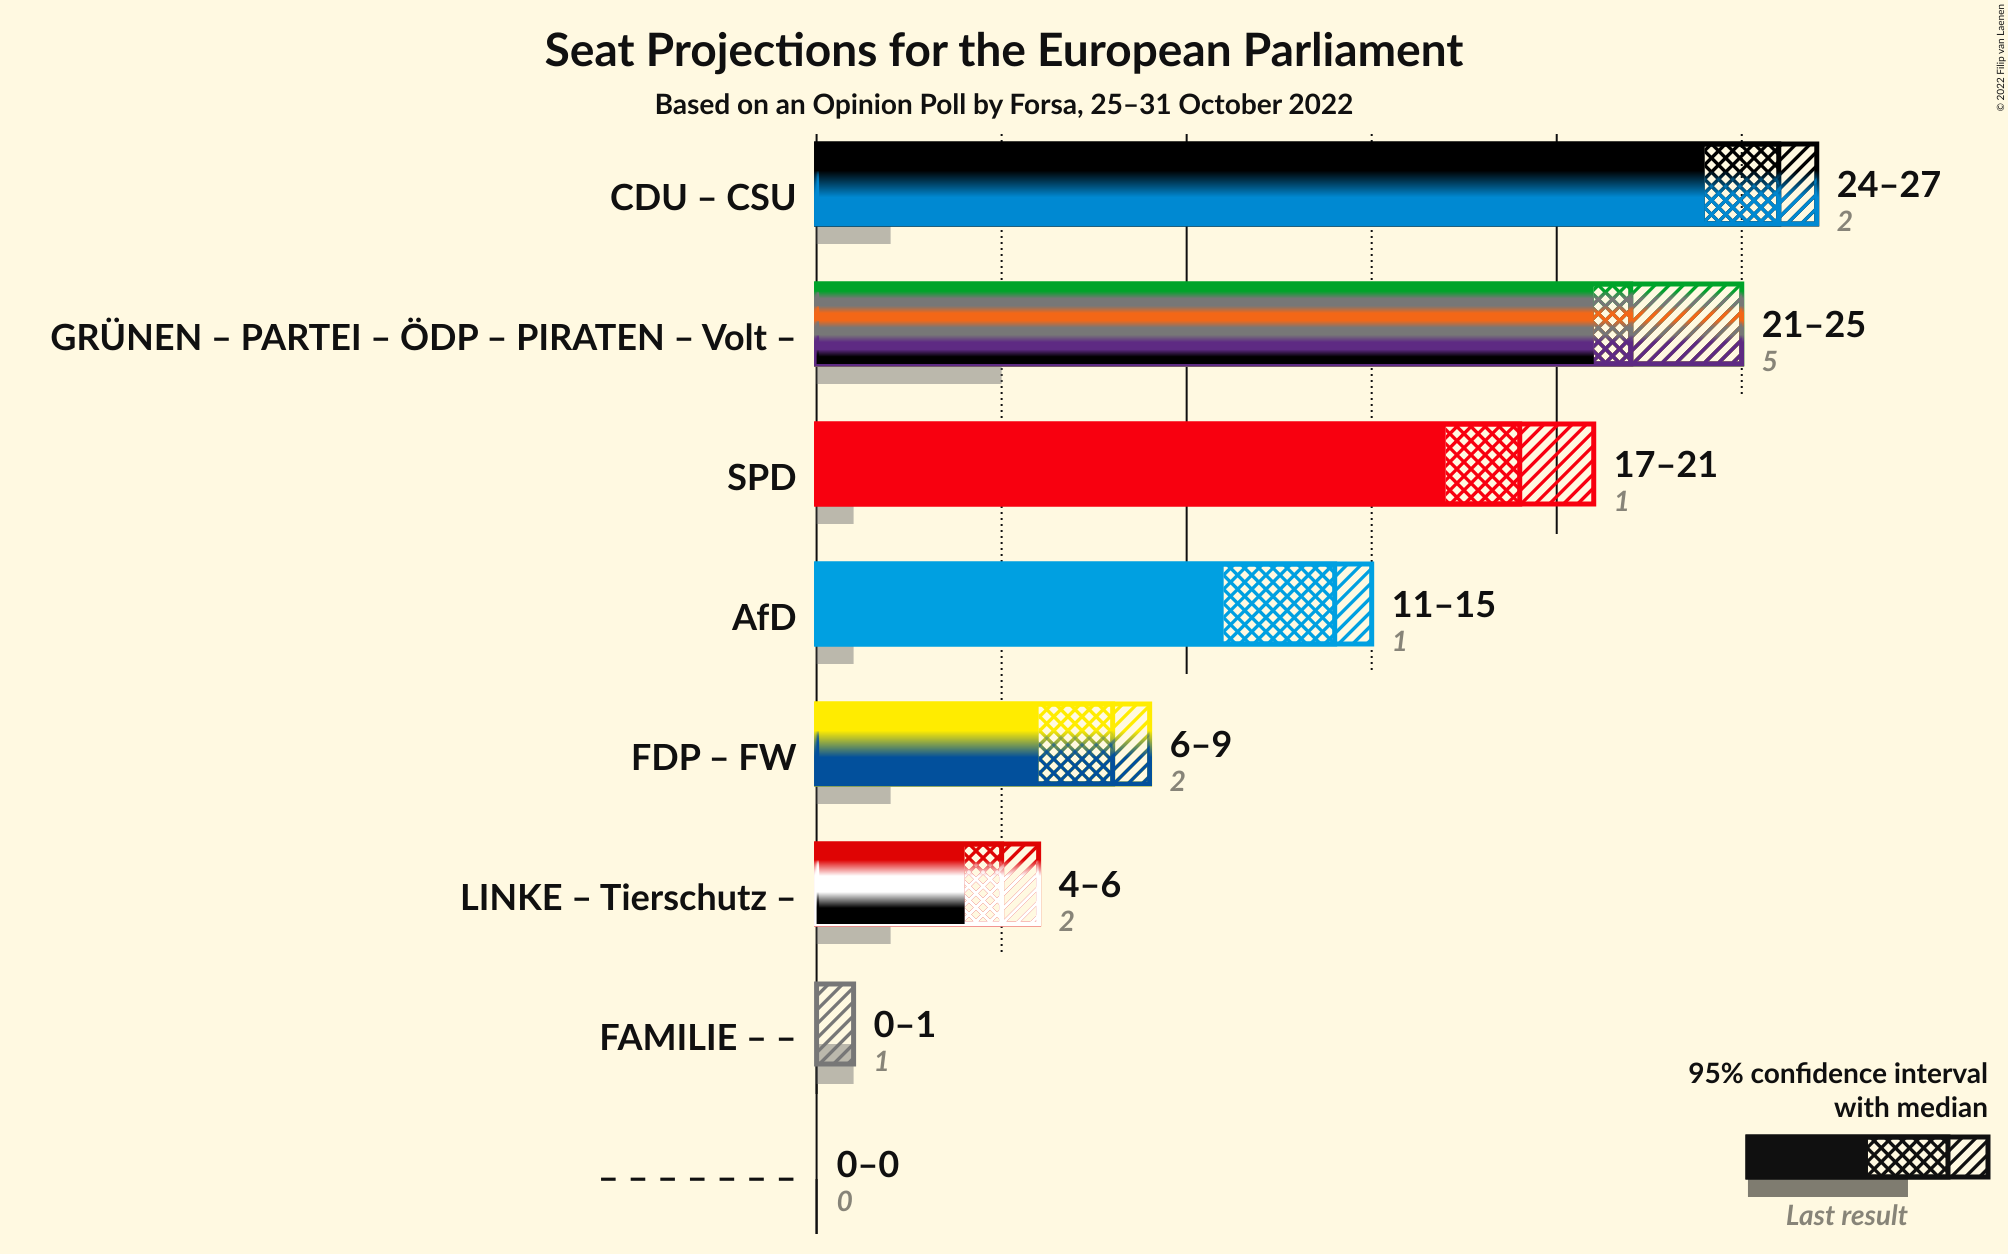 Seat Projections for the European Parliament
Based on an Opinion Poll by Forsa, 25–31 October 2022
© 2022 Filip van Laenen
CDU – CSU
24–27
2
GRÜNEN – PARTEI – ÖDP – PIRATEN – Volt –
21–25
5
SPD
17–21
1
AfD
11–15
1
FDP – FW
6–9
2
LINKE – Tierschutz –
4–6
2
FAMILIE – –
0–1
1
– – – – – – –
0–0
0
95% confidence interval
with median
Last result